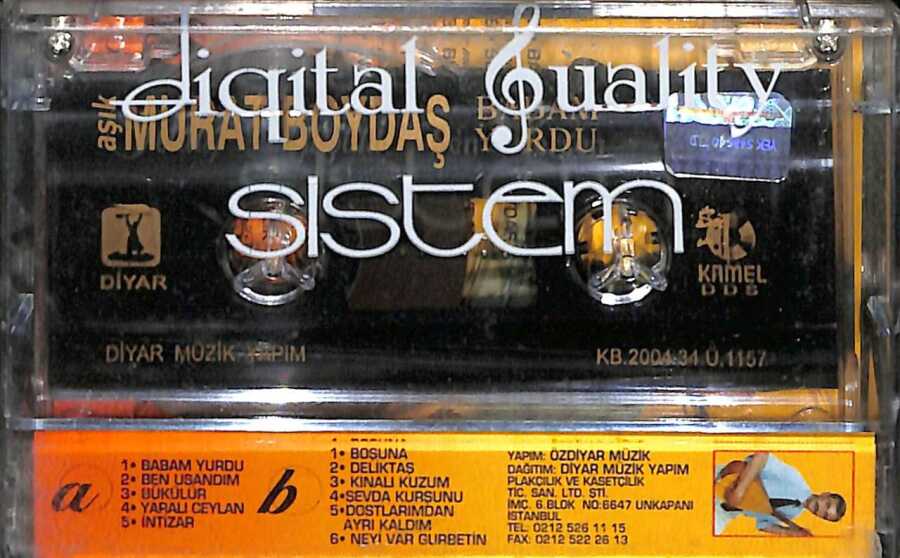 digital Quality
aşık MURAT BOYDAŞ
BABAM
YURDU
sistem
DİYAR
KAMEL
DDS
DİYAR MÜZİK YAPIM
KB.2004.34.Ü.1157
a
1• BABAM YURDU
2• BEN USANDIM
3• BÜKÜLÜR
4• YARALI CEYLAN
5• İNTİZAR
b
1• BOŞUNA
2• DELİKTAŞ
3• KINALI KUZUM
4•SEVDA KURŞUNU
5•DOSTLARIMDAN
AYRI KALDIM
6• NEYİ VAR GURBETİN
YAPIM: ÖZDİYAR MÜZİK
DAĞITIM: DİYAR MÜZİK YAPIM
PLAKÇILIK VE KASETÇİLİK
TİC. SAN. LTD. ŞTİ.
İMÇ. 6.BLOK NO:6647 UNKAPANI
İSTANBUL
TEL: 0212 526 11 15
FAX: 0212 522 26 13